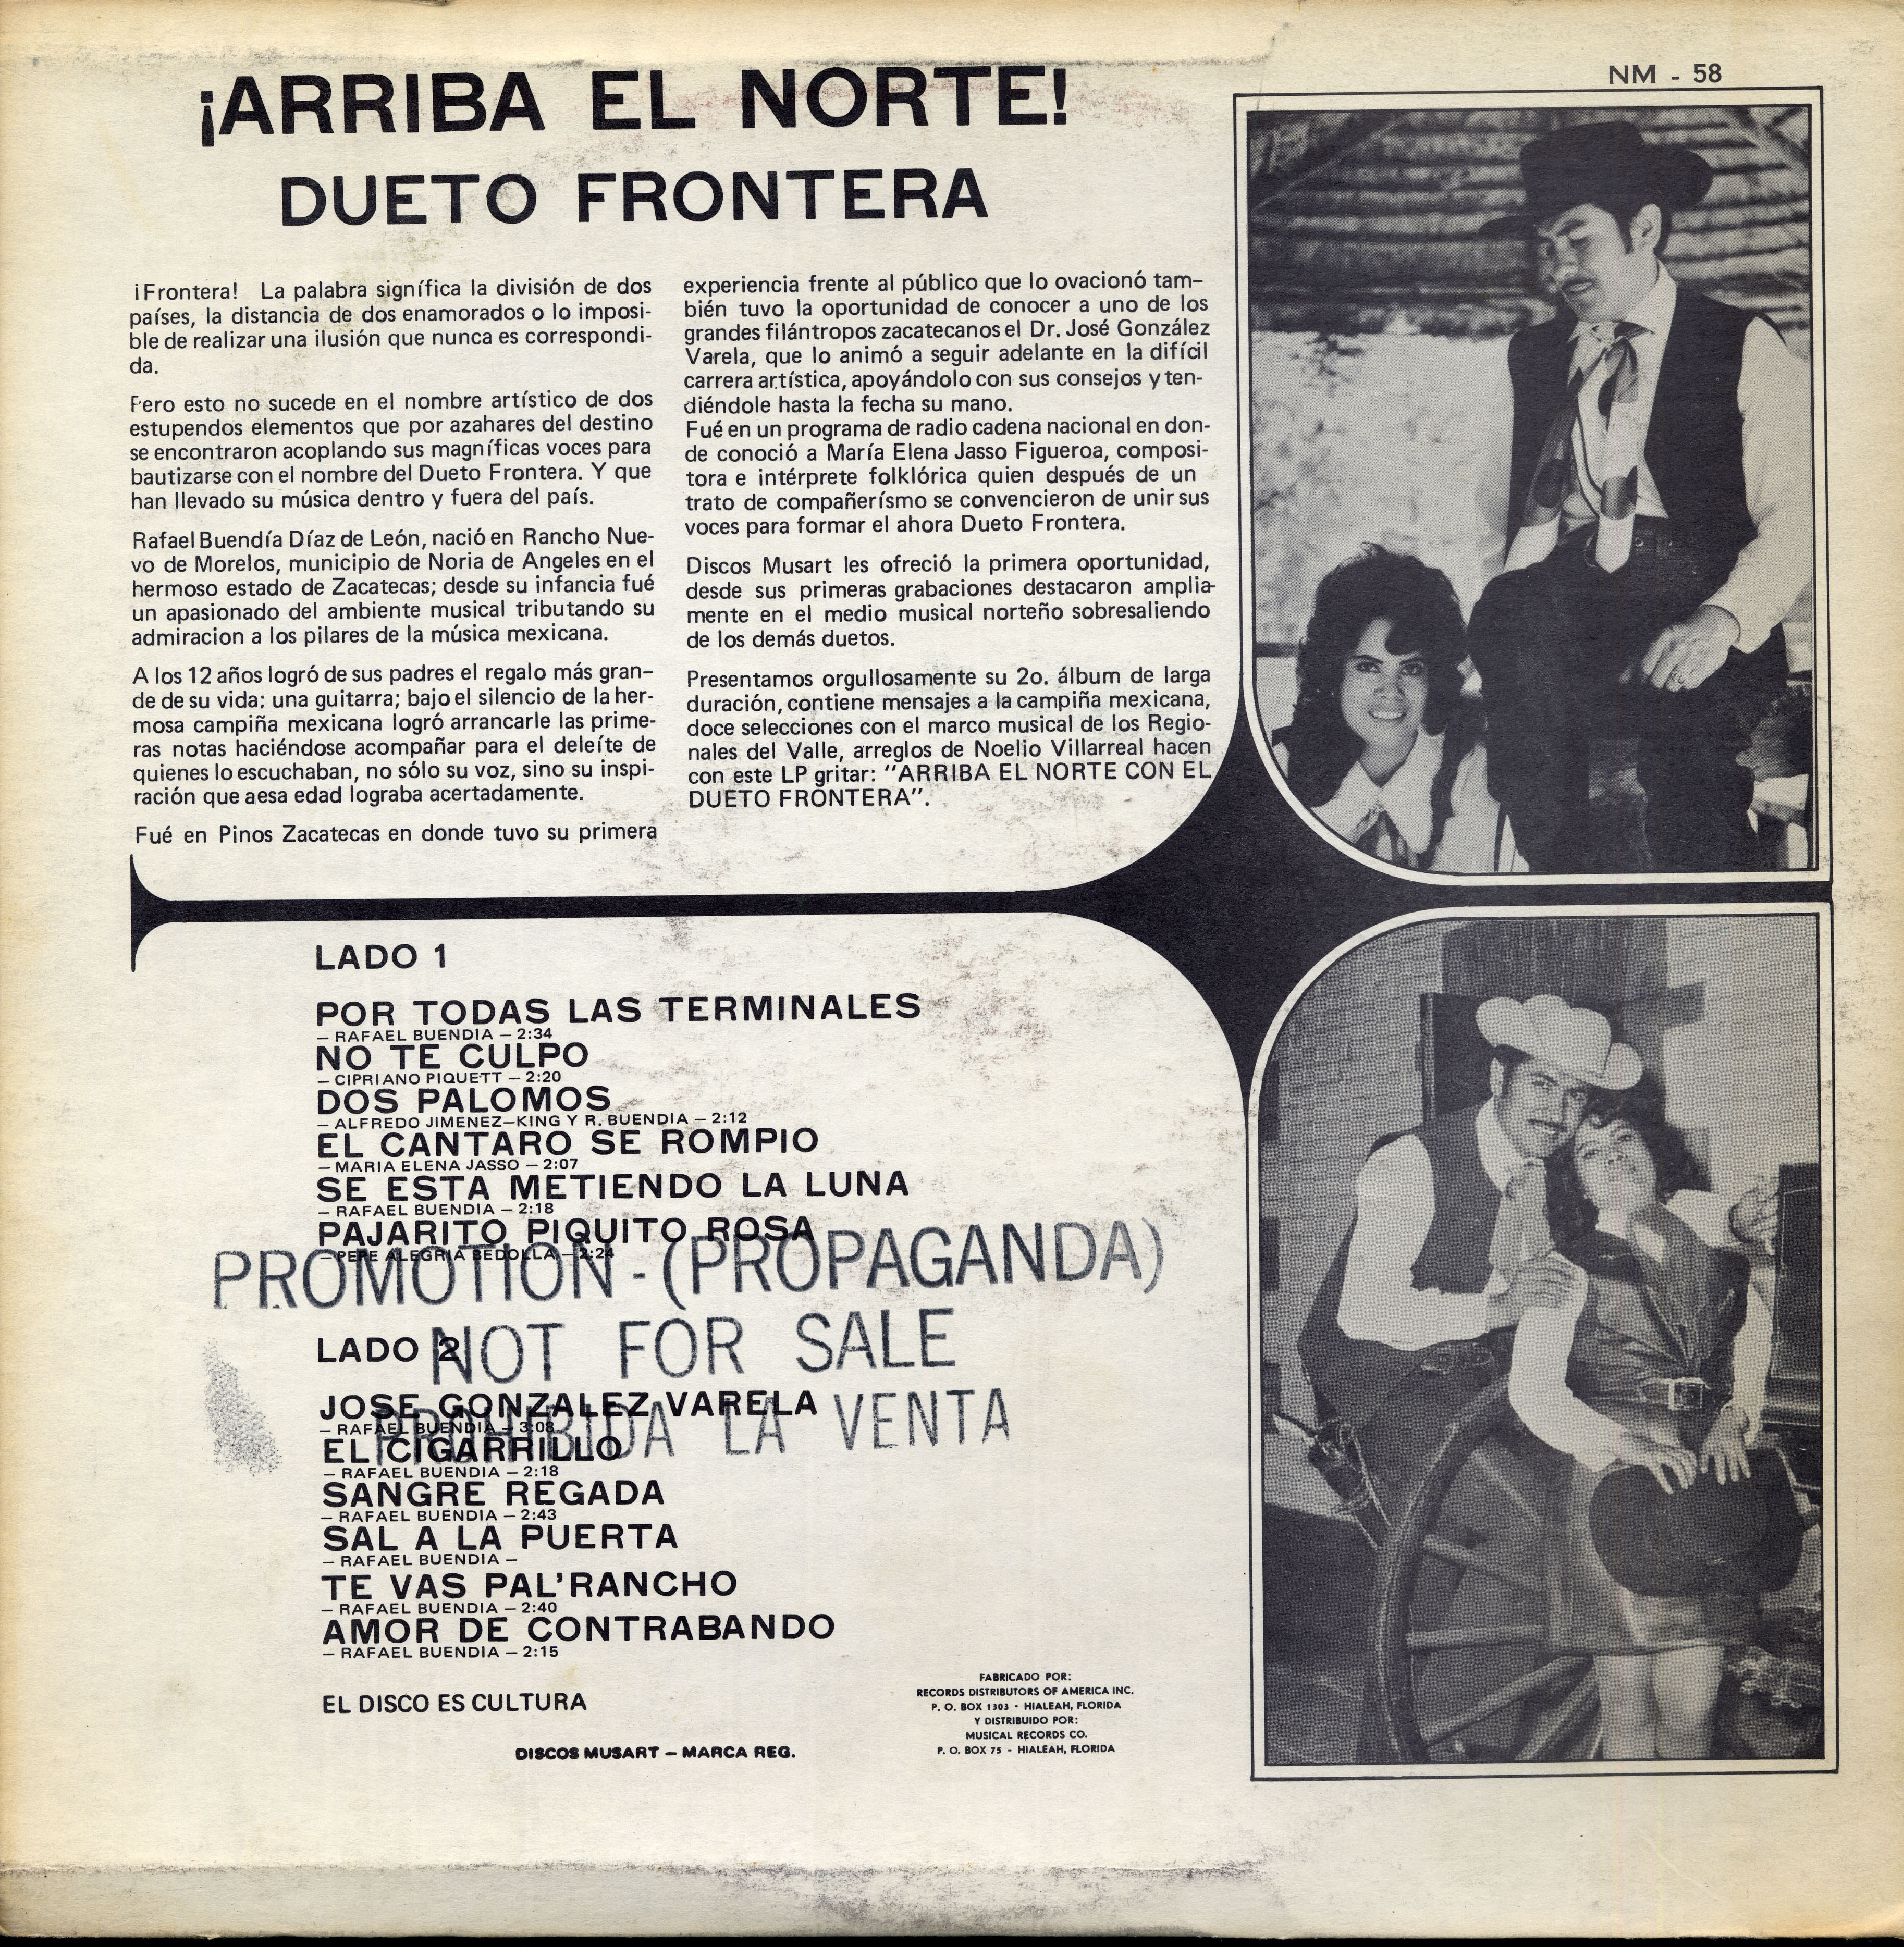 NM - 58
¡ARRIBA EL NORTE!
DUETO FRONTERA
¡Frontera! La palabra signífica la división de dos
países, la distancia de dos enamorados o lo imposi-
ble de realizar una ilusión que nunca es correspondi-
da.
Pero esto no sucede en el nombre artístico de dos
estupendos elementos que por azahares del destino
se encontraron acoplando sus magníficas voces para
bautizarse con el nombre del Dueto Frontera. Y que
han llevado su música dentro y fuera del país.
Rafael Buendía Díaz de León, nació en Rancho Nue-
vo de Morelos, municipio de Noria de Angeles en el
hermoso estado de Zacatecas; desde su infancia fué
un apasionado del ambiente musical tributando su
admiracion a los pilares de la música mexicana.
A los 12 años logró de sus padres el regalo más gran-
de de su vida: una guitarra; bajo el silencio de la her-
mosa campiña mexicana logró arrancarle las prime-
ras notas haciéndose acompañar para el deleíte de
quienes lo escuchaban, no sólo su voz, sino su inspi-
ración que aesa edad lograba acertadamente.
Fué en Pinos Zacatecas en donde tuvo su primera
experiencia frente al público que lo ovacionó tam-
bién tuvo la oportunidad de conocer a uno de los
grandes filántropos zacatecanos el Dr. José González
Varela, que lo animó a seguir adelante en la difícil
carrera artística, apoyándolo con sus consejos y ten-
diéndole hasta la fecha su mano.
Fué en un programa de radio cadena nacional en don-
de conoció a María Elena Jasso Figueroa, composi-
tora e intérprete folklórica quien después de un
trato de compañerísmo se convencieron de unir sus
voces para formar el ahora Dueto Frontera.
Discos Musart les ofreció la primera oportunidad,
desde sus primeras grabaciones destacaron amplia-
mente en el medio musical norteño sobresaliendo
de los demás duetos.
Presentamos orgullosamente su 2o. álbum de larga
duración, contiene mensajes a la campiña mexicana,
doce selecciones con el marco musical de los Regio-
nales del Valle, arreglos de Noelio Villarreal hacen
con este LP gritar: "ARRIBA EL NORTE CON EL
DUETO FRONTERA".
LADO 1
POR TODAS LAS TERMINALES
– RAFAEL BUENDIA – 2:34
NO TE CULPO
– CIPRIANO PIQUETT – 2:20
DOS PALOMOS
– ALFREDO JIMENEZ–KING Y R. BUENDIA – 2:12
EL CANTARO SE ROMPIO
– MARIA ELENA JASSO – 2:07
SE ESTA METIENDO LA LUNA
– RAFAEL BUENDIA – 2:18
PAJARITO PIQUITO ROSA
– PEPE ALEGRIA BEDOLLA – 2:24
PROMOTION - (PROPAGANDA)
NOT FOR SALE
PROHIBIDA LA VENTA
LADO 2
JOSE GONZALEZ VARELA
– RAFAEL BUENDIA – 3:08
EL CIGARRILLO
– RAFAEL BUENDIA – 2:18
SANGRE REGADA
– RAFAEL BUENDIA – 2:43
SAL A LA PUERTA
– RAFAEL BUENDIA –
TE VAS PAL'RANCHO
– RAFAEL BUENDIA – 2:40
AMOR DE CONTRABANDO
– RAFAEL BUENDIA – 2:15
EL DISCO ES CULTURA
DISCOS MUSART – MARCA REG.
FABRICADO POR:
RECORDS DISTRIBUTORS OF AMERICA INC.
P. O. BOX 1303 - HIALEAH, FLORIDA
Y DISTRIBUIDO POR:
MUSICAL RECORDS CO.
P. O. BOX 75 - HIALEAH, FLORIDA